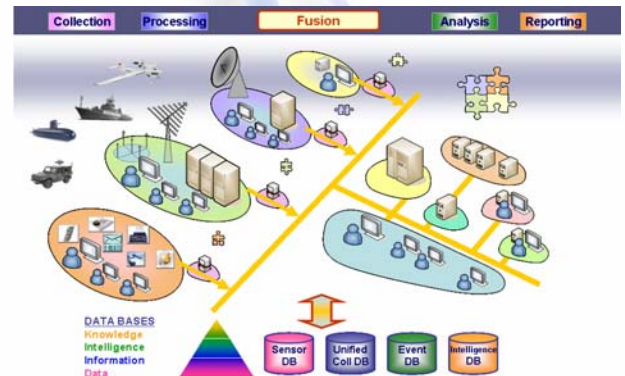 Collection
Processing
Fusion
Analysis
Reporting
DATA BASES
Knowledge
Intelligence
Information
Data
Sensor
DB
Unified
Coll DB
Event
DB
Intelligence
DB